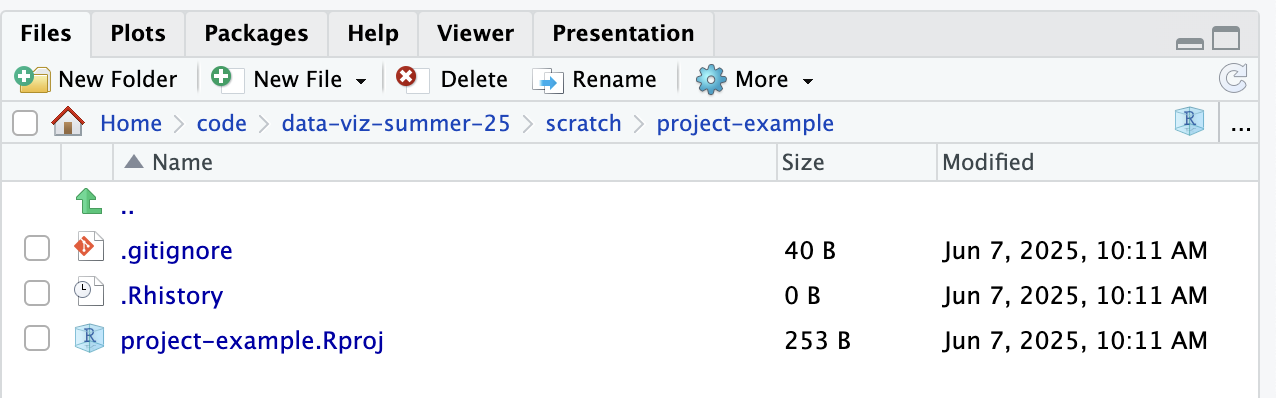 Files Plots Packages Help Viewer Presentation
New Folder New File Delete Rename More
Home code data-viz-summer-25 scratch project-example R ...
Name Size Modified
..
.gitignore 40 B Jun 7, 2025, 10:11 AM
.Rhistory 0 B Jun 7, 2025, 10:11 AM
R project-example.Rproj 253 B Jun 7, 2025, 10:11 AM